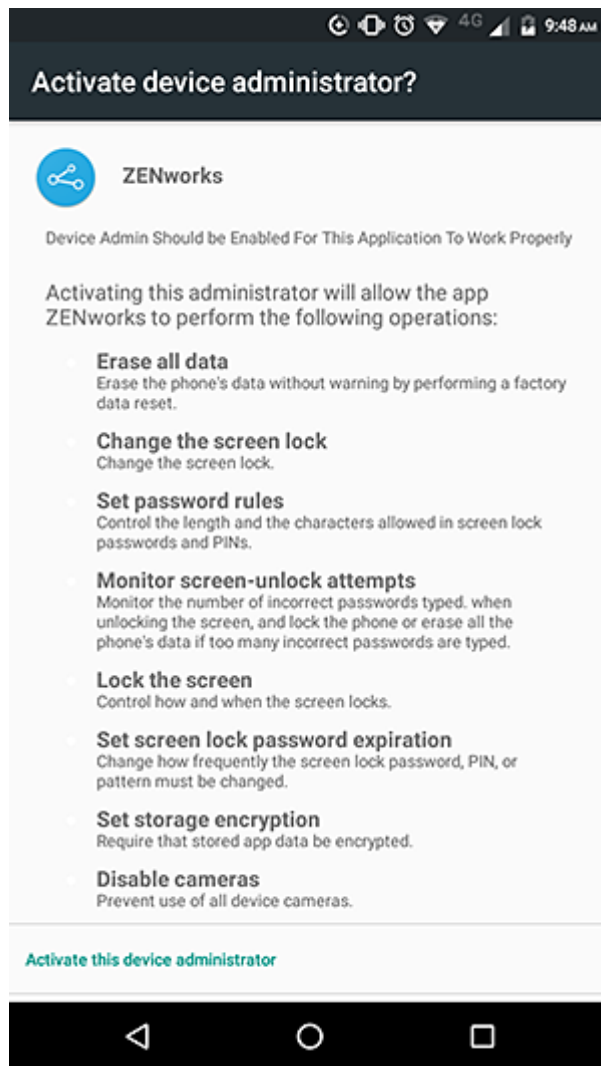 4G 9:48 AM
Activate device administrator?
ZENworks
Device Admin Should be Enabled For This Application To Work Properly
Activating this administrator will allow the app
ZENworks to perform the following operations:
Erase all data
Erase the phone's data without warning by performing a factory
data reset.
Change the screen lock
Change the screen lock.
Set password rules
Control the length and the characters allowed in screen lock
passwords and PINs.
Monitor screen-unlock attempts
Monitor the number of incorrect passwords typed. when
unlocking the screen, and lock the phone or erase all the
phone's data if too many incorrect passwords are typed.
Lock the screen
Control how and when the screen locks.
Set screen lock password expiration
Change how frequently the screen lock password, PIN, or
pattern must be changed.
Set storage encryption
Require that stored app data be encrypted.
Disable cameras
Prevent use of all device cameras.
Activate this device administrator